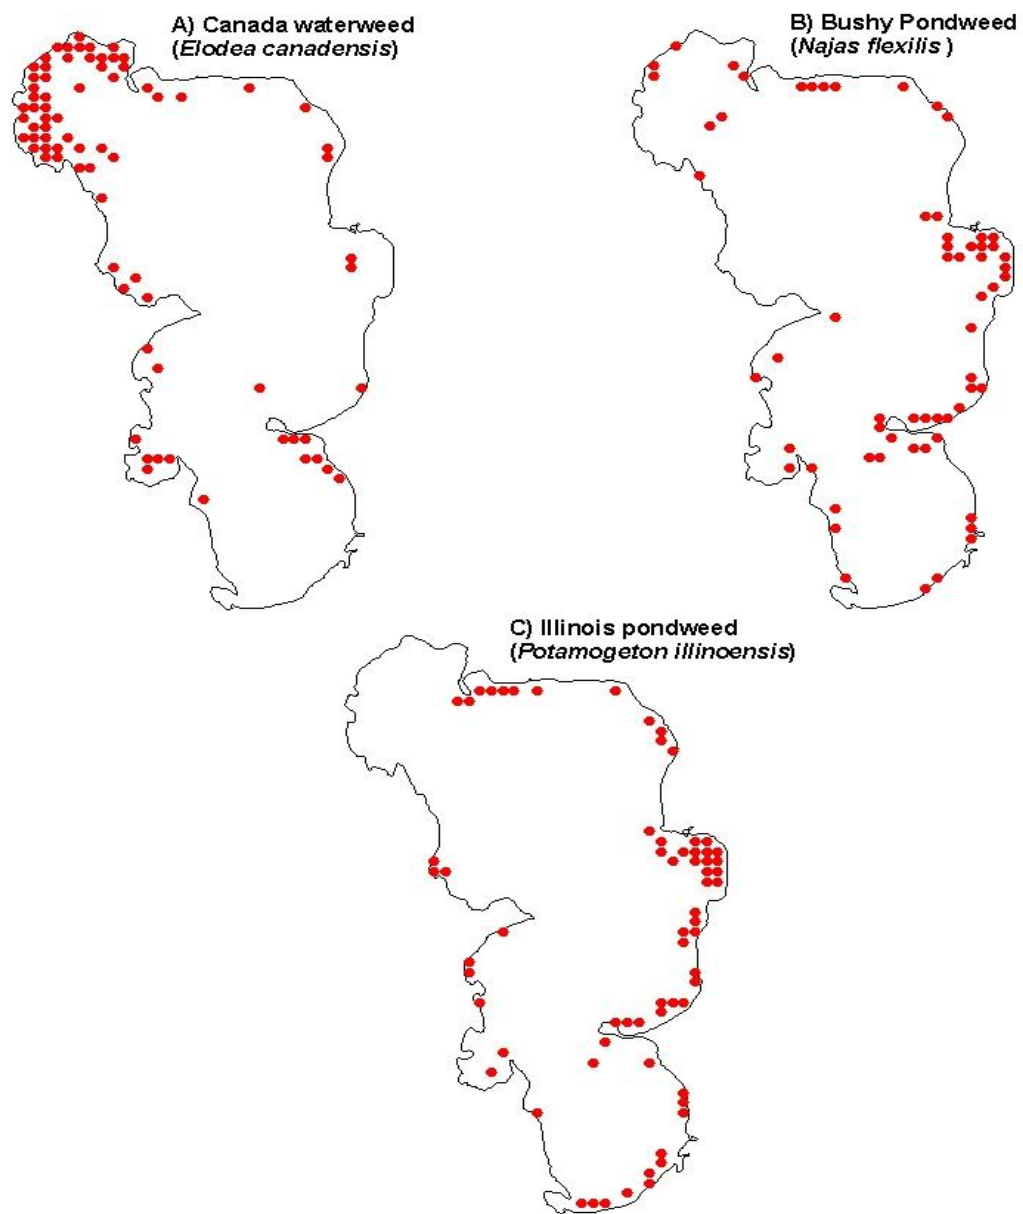 A) Canada waterweed
(Elodea canadensis)
B) Bushy Pondweed
(Najas flexilis )
C) Illinois pondweed
(Potamogeton illinoensis)